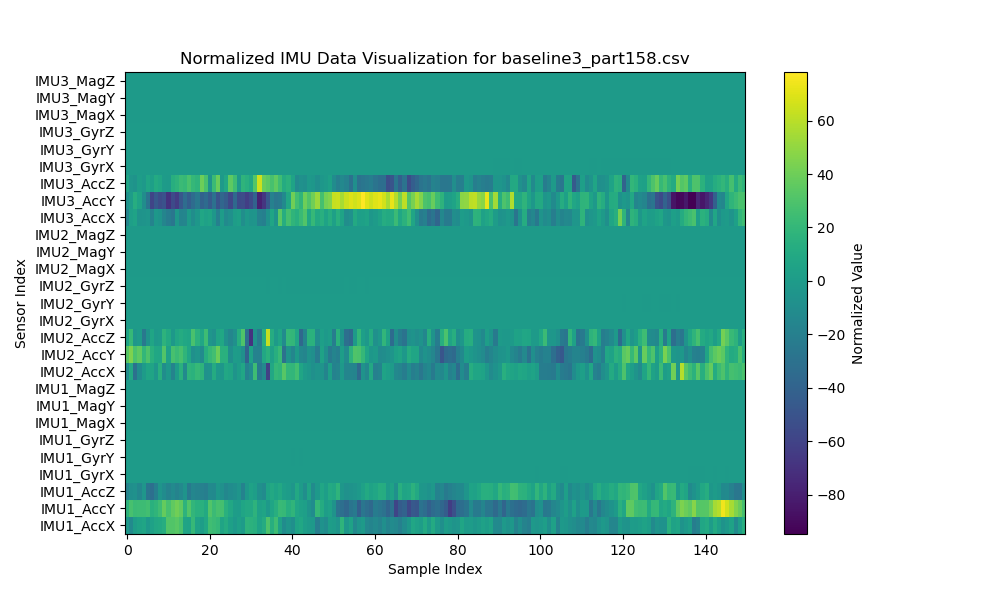 Normalized IMU Data Visualization for baseline3_part158.csv
IMU3_MagZ
IMU3_MagY
IMU3_MagX
IMU3_GyrZ
IMU3_GyrY
IMU3_GyrX
IMU3_AccZ
IMU3_AccY
IMU3_AccX
IMU2_MagZ
IMU2_MagY
IMU2_MagX
IMU2_GyrZ
IMU2_GyrY
IMU2_GyrX
IMU2_AccZ
IMU2_AccY
IMU2_AccX
IMU1_MagZ
IMU1_MagY
IMU1_MagX
IMU1_GyrZ
IMU1_GyrY
IMU1_GyrX
IMU1_AccZ
IMU1_AccY
IMU1_AccX
Sensor Index
0 20 40 60 80 100 120 140
Sample Index
60
40
20
0
−20
−40
−60
−80
Normalized Value